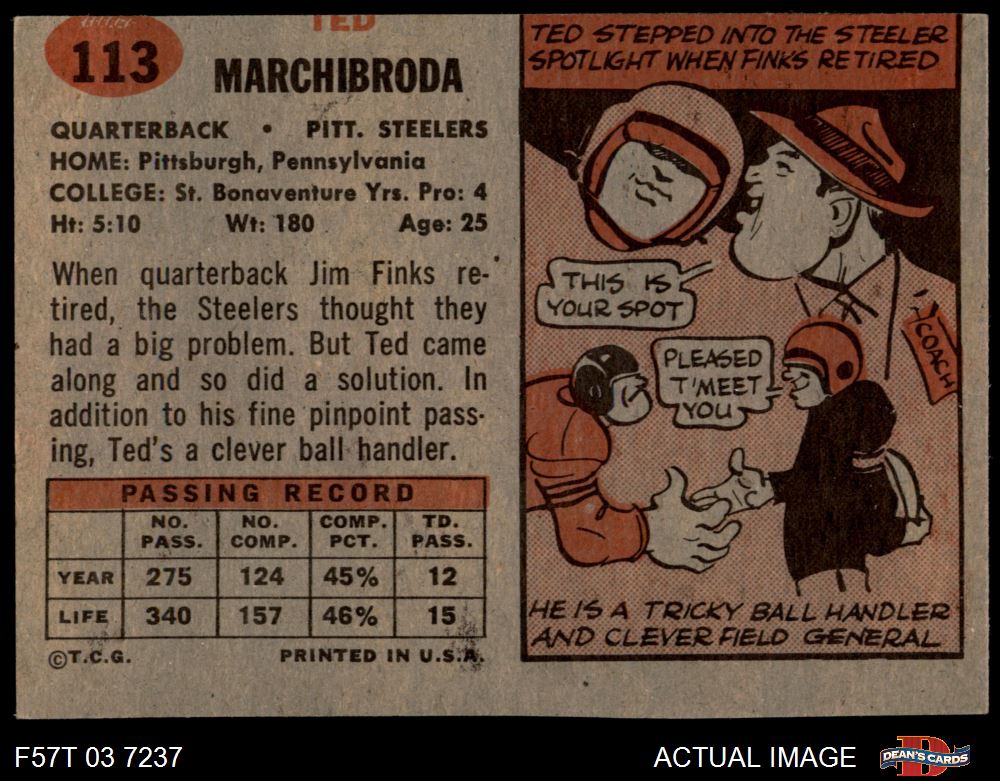 113
TED
MARCHIBRODA
QUARTERBACK • PITT. STEELERS
HOME: Pittsburgh, Pennsylvania
COLLEGE: St. Bonaventure Yrs. Pro: 4
Ht: 5:10 Wt: 180 Age: 25
When quarterback Jim Finks re-
tired, the Steelers thought they
had a big problem. But Ted came
along and so did a solution. In
addition to his fine pinpoint pass-
ing, Ted's a clever ball handler.
PASSING RECORD
NO. PASS. NO. COMP. COMP. PCT. TD. PASS.
YEAR 275 124 45% 12
LIFE 340 157 46% 15
©T.C.G. PRINTED IN U.S.A.
TED STEPPED INTO THE STEELER
SPOTLIGHT WHEN FINKS RETIRED
THIS IS
YOUR SPOT
COACH
PLEASED
T'MEET
YOU
HE IS A TRICKY BALL HANDLER
AND CLEVER FIELD GENERAL
F57T 03 7237 ACTUAL IMAGE
DEAN'S CARDS